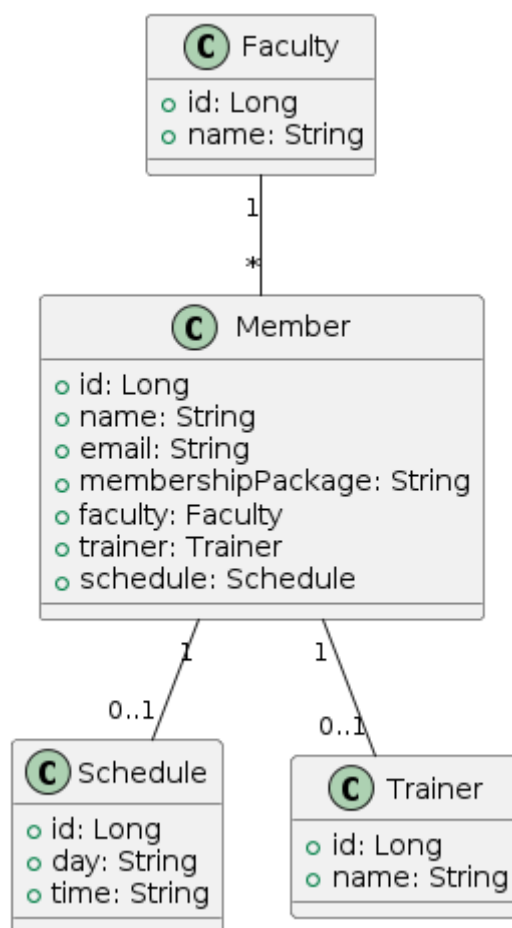 C Faculty
id: Long
name: String
1
*
C Member
id: Long
name: String
email: String
membershipPackage: String
faculty: Faculty
trainer: Trainer
schedule: Schedule
1
1
0..1
0..1
C Schedule
id: Long
day: String
time: String
C Trainer
id: Long
name: String